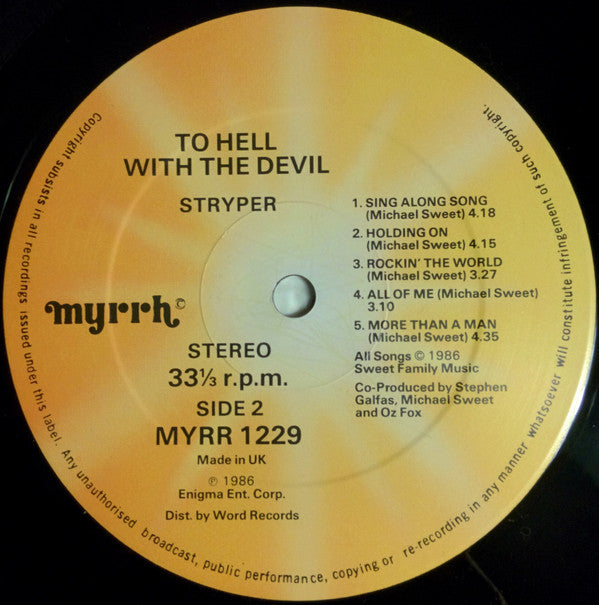 TO HELL
WITH THE DEVIL
STRYPER
myrrh©
STEREO
33⅓ r.p.m.
SIDE 2
MYRR 1229
Made in UK
℗ 1986
Enigma Ent. Corp.
Dist. by Word Records
1. SING ALONG SONG
(Michael Sweet) 4.18
2. HOLDING ON
(Michael Sweet) 4.15
3. ROCKIN' THE WORLD
(Michael Sweet) 3.27
4. ALL OF ME (Michael Sweet)
3.10
5. MORE THAN A MAN
(Michael Sweet) 4.35
All Songs © 1986
Sweet Family Music
Co-Produced by Stephen
Galfas, Michael Sweet
and Oz Fox
Copyright subsists in all recordings issued under this label. Any unauthorised broadcast, public performance, copying or re-recording in any manner whatsoever will constitute infringement of such copyright.